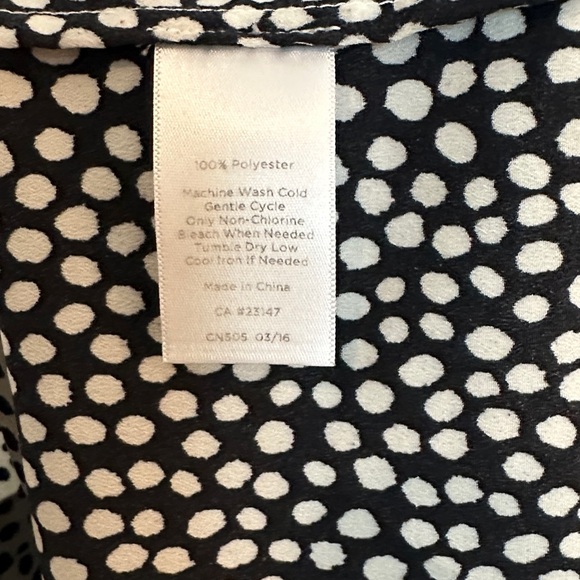 100% Polyester
Machine Wash Cold
Gentle Cycle
Only Non-Chlorine
Bleach When Needed
Tumble Dry Low
Cool Iron If Needed
Made in China
CA #23147
CN505 03/16